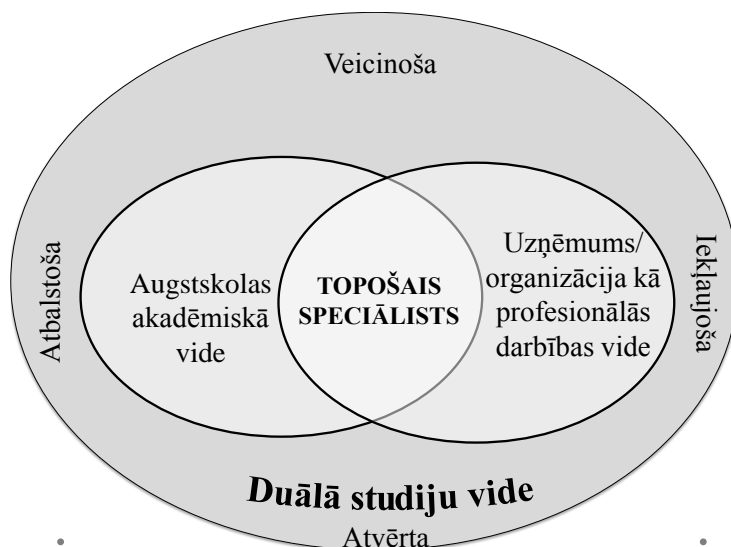 Veicinoša
Atbalstoša
Augstskolas
akadēmiskā
vide
TOPOŠAIS
SPECIĀLISTS
Uzņēmums/
organizācija kā
profesionālās
darbības vide
Iekļaujoša
Duālā studiju vide
Atvērta